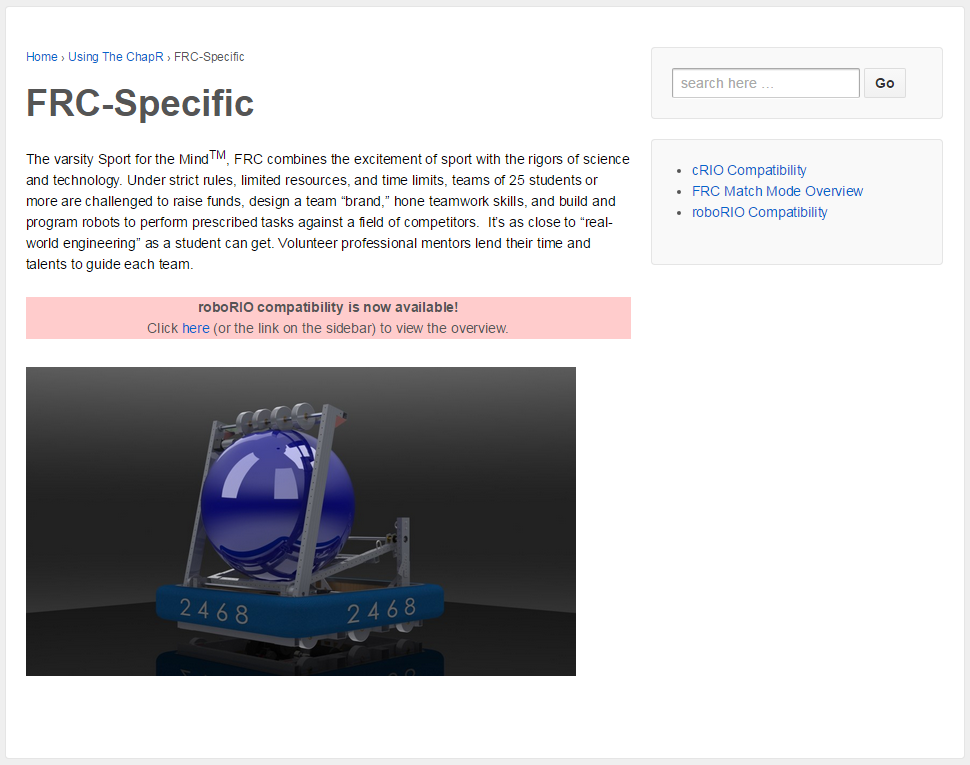 Home › Using The ChapR › FRC-Specific
FRC-Specific
The varsity Sport for the Mind™, FRC combines the excitement of sport with the rigors of science
and technology. Under strict rules, limited resources, and time limits, teams of 25 students or
more are challenged to raise funds, design a team “brand,” hone teamwork skills, and build and
program robots to perform prescribed tasks against a field of competitors.  It’s as close to “real-
world engineering” as a student can get. Volunteer professional mentors lend their time and
talents to guide each team.
roboRIO compatibility is now available!
Click here (or the link on the sidebar) to view the overview.
2468 2468
search here …
Go
cRIO Compatibility
FRC Match Mode Overview
roboRIO Compatibility